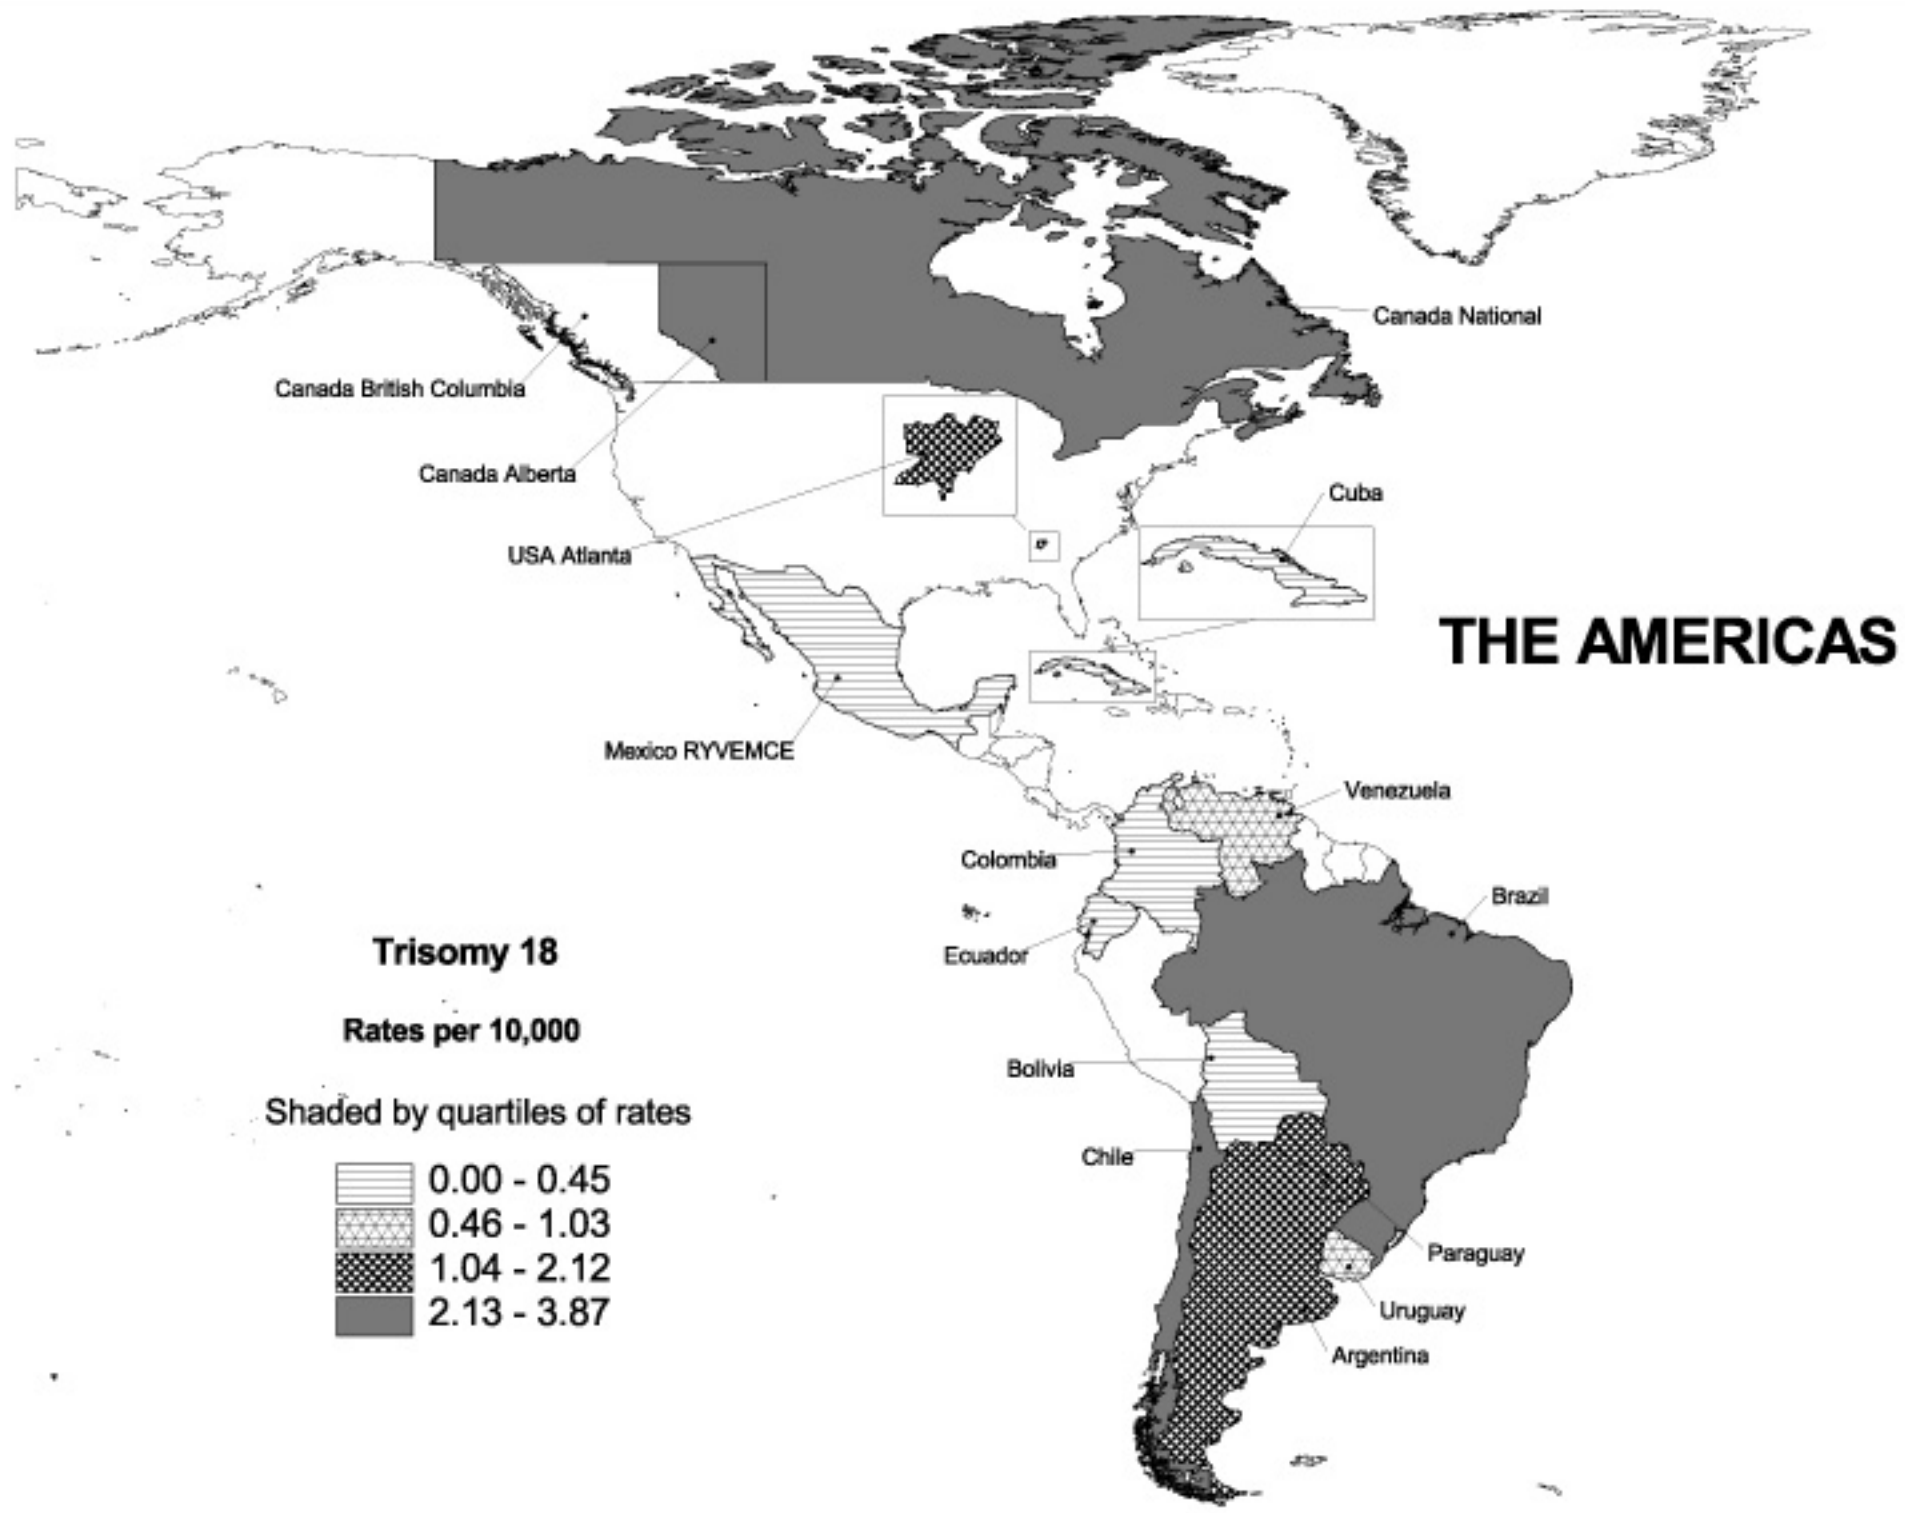 Canada National
Canada British Columbia
Canada Alberta
Cuba
USA Atlanta
THE AMERICAS
Mexico RYVEMCE
Venezuela
Colombia
Brazil
Ecuador
Trisomy 18
Rates per 10,000
Bolivia
Shaded by quartiles of rates
Chile
0.00 - 0.45
0.46 - 1.03
1.04 - 2.12
2.13 - 3.87
Paraguay
Uruguay
Argentina